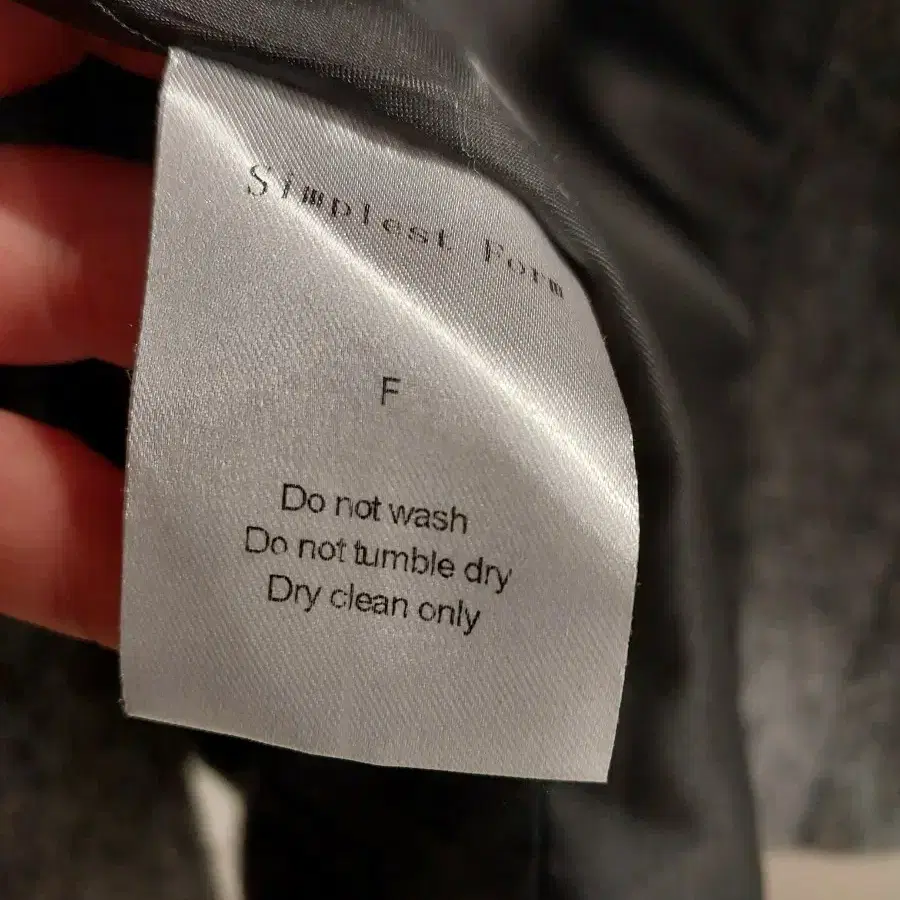 Simplest Form
F
Do not wash
Do not tumble dry
Dry clean only